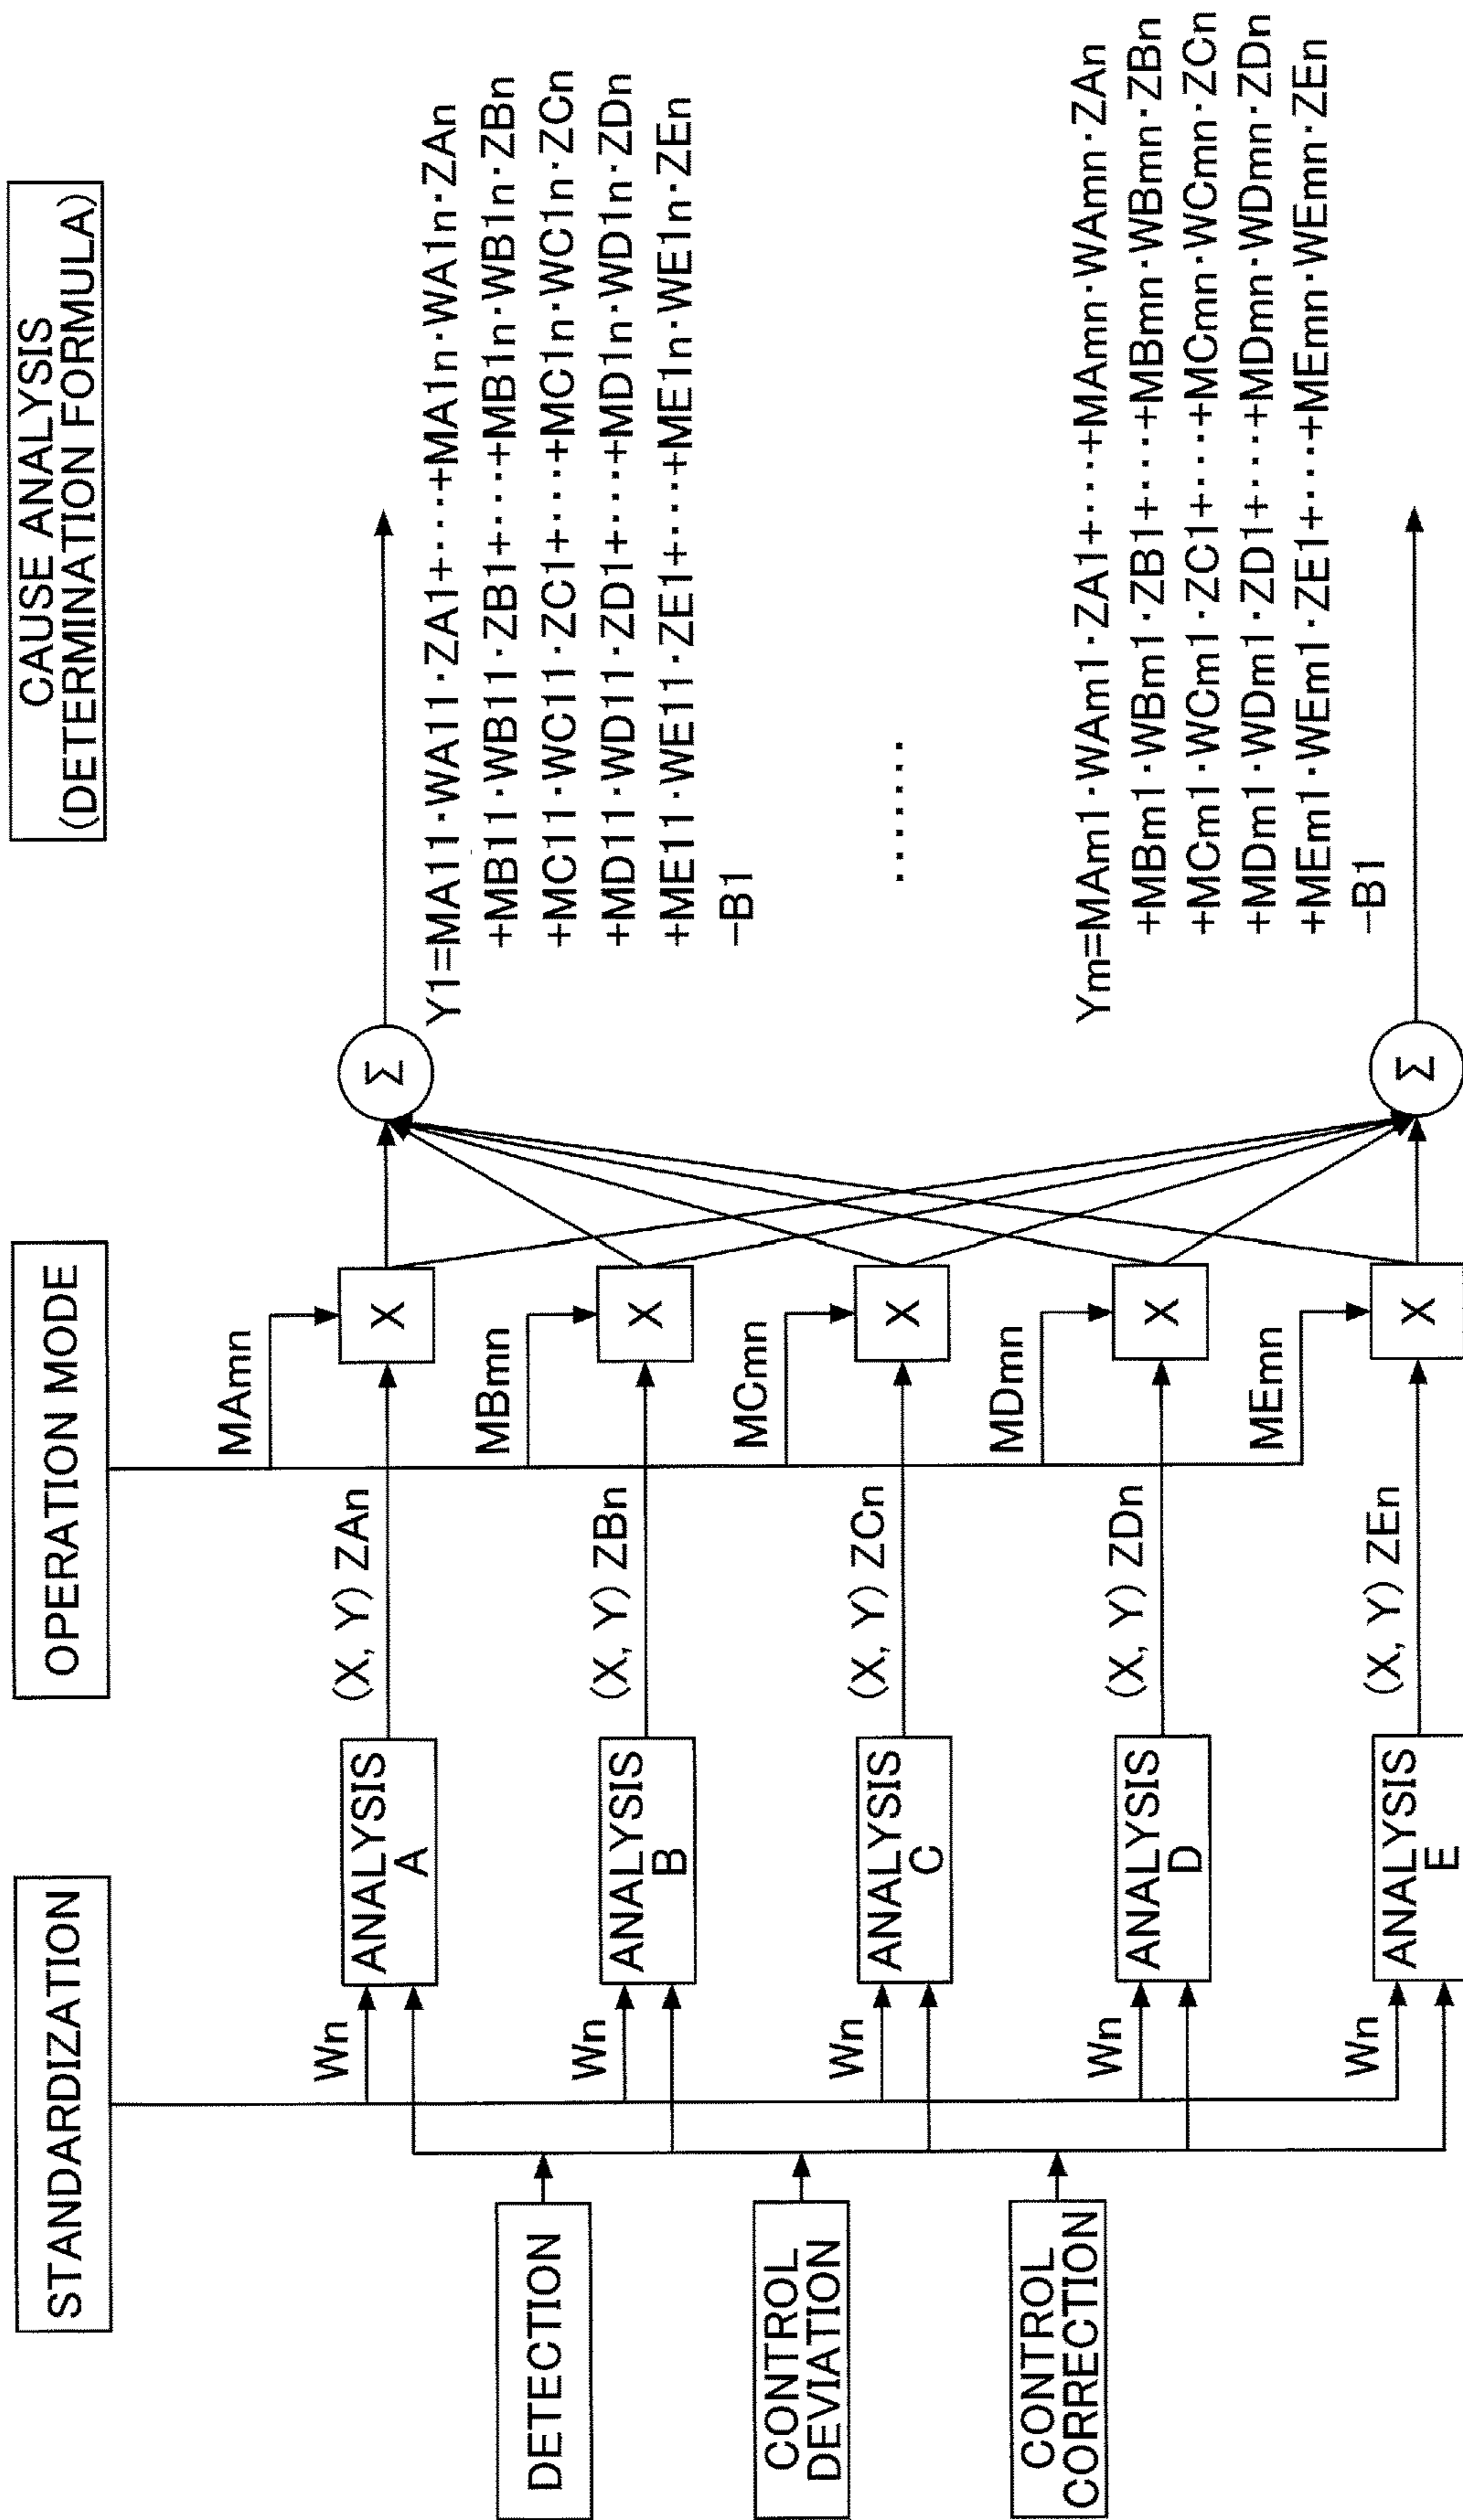 STANDARDIZATION
OPERATION MODE
CAUSE ANALYSIS
(DETERMINATION FORMULA)
DETECTION
CONTROL
DEVIATION
CONTROL
CORRECTION
Wn
ANALYSIS
A
(X, Y) ZAn
MAmn
X
Σ
Wn
ANALYSIS
B
(X, Y) ZBn
MBmn
X
Wn
ANALYSIS
C
(X, Y) ZCn
MCmn
X
Wn
ANALYSIS
D
(X, Y) ZDn
MDmn
X
Wn
ANALYSIS
E
(X, Y) ZEn
MEmn
X
Σ
Y1=MA11·WA11·ZA1+····+MA1n·WA1n·ZAn
+MB11·WB11·ZB1+····+MB1n·WB1n·ZBn
+MC11·WC11·ZC1+····+MC1n·WC1n·ZCn
+MD11·WD11·ZD1+····+MD1n·WD1n·ZDn
+ME11·WE11·ZE1+····+ME1n·WE1n·ZEn
−B1
·······
Ym=MAm1·WAm1·ZA1+····+MAmn·WAmn·ZAn
+MBm1·WBm1·ZB1+····+MBmn·WBmn·ZBn
+MCm1·WCm1·ZC1+····+MCmn·WCmn·ZCn
+MDm1·WDm1·ZD1+····+MDmn·WDmn·ZDn
+MEm1·WEm1·ZE1+····+MEmn·WEmn·ZEn
−B1